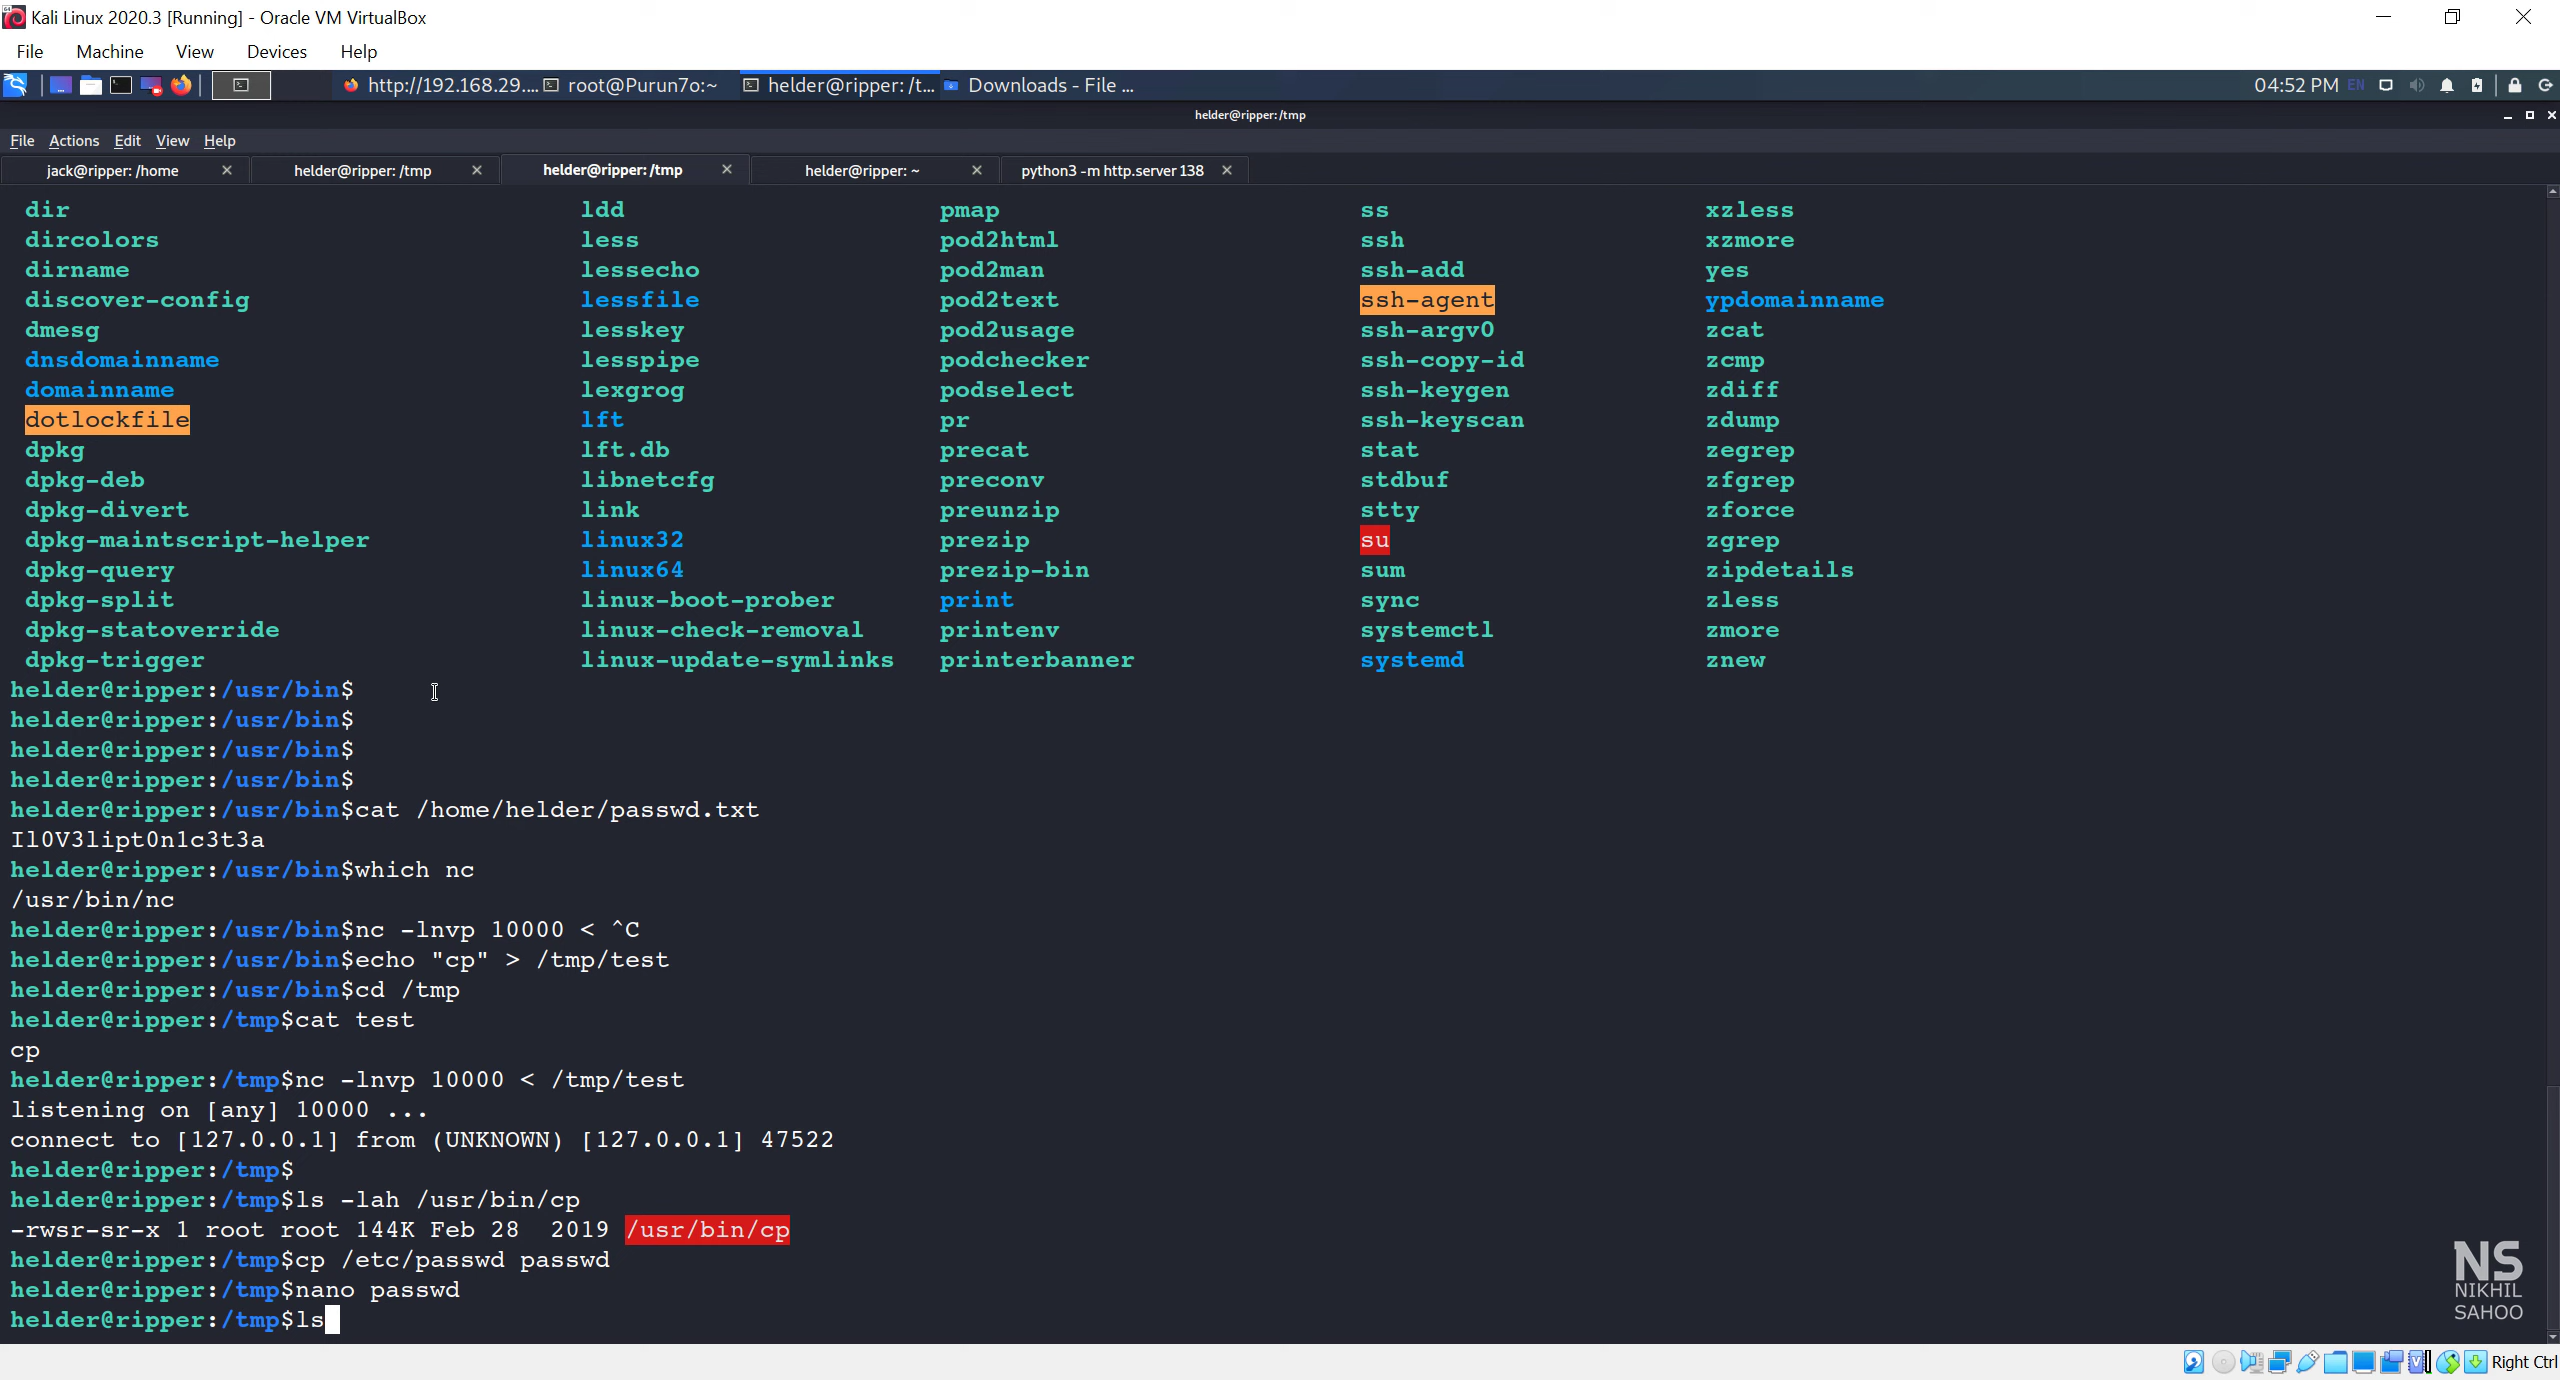 Kali Linux 2020.3 [Running] - Oracle VM VirtualBox
File Machine View Devices Help
http://192.168.29.... root@Purun7o:~ helder@ripper: /t... Downloads - File ... 04:52 PM EN
helder@ripper:/tmp
File Actions Edit View Help
jack@ripper: /home helder@ripper: /tmp helder@ripper: /tmp helder@ripper: ~ python3 -m http.server 138
dir ldd pmap ss xzless
dircolors less pod2html ssh xzmore
dirname lessecho pod2man ssh-add yes
discover-config lessfile pod2text ssh-agent ypdomainname
dmesg lesskey pod2usage ssh-argv0 zcat
dnsdomainname lesspipe podchecker ssh-copy-id zcmp
domainname lexgrog podselect ssh-keygen zdiff
dotlockfile lft pr ssh-keyscan zdump
dpkg lft.db precat stat zegrep
dpkg-deb libnetcfg preconv stdbuf zfgrep
dpkg-divert link preunzip stty zforce
dpkg-maintscript-helper linux32 prezip su zgrep
dpkg-query linux64 prezip-bin sum zipdetails
dpkg-split linux-boot-prober print sync zless
dpkg-statoverride linux-check-removal printenv systemctl zmore
dpkg-trigger linux-update-symlinks printerbanner systemd znew
helder@ripper:/usr/bin$
helder@ripper:/usr/bin$
helder@ripper:/usr/bin$
helder@ripper:/usr/bin$
helder@ripper:/usr/bin$cat /home/helder/passwd.txt
Il0V3lipt0n1c3t3a
helder@ripper:/usr/bin$which nc
/usr/bin/nc
helder@ripper:/usr/bin$nc -lnvp 10000 < ^C
helder@ripper:/usr/bin$echo "cp" > /tmp/test
helder@ripper:/usr/bin$cd /tmp
helder@ripper:/tmp$cat test
cp
helder@ripper:/tmp$nc -lnvp 10000 < /tmp/test
listening on [any] 10000 ...
connect to [127.0.0.1] from (UNKNOWN) [127.0.0.1] 47522
helder@ripper:/tmp$
helder@ripper:/tmp$ls -lah /usr/bin/cp
-rwsr-sr-x 1 root root 144K Feb 28  2019 /usr/bin/cp
helder@ripper:/tmp$cp /etc/passwd passwd
helder@ripper:/tmp$nano passwd
helder@ripper:/tmp$ls
NS
NIKHIL
SAHOO
Right Ctrl